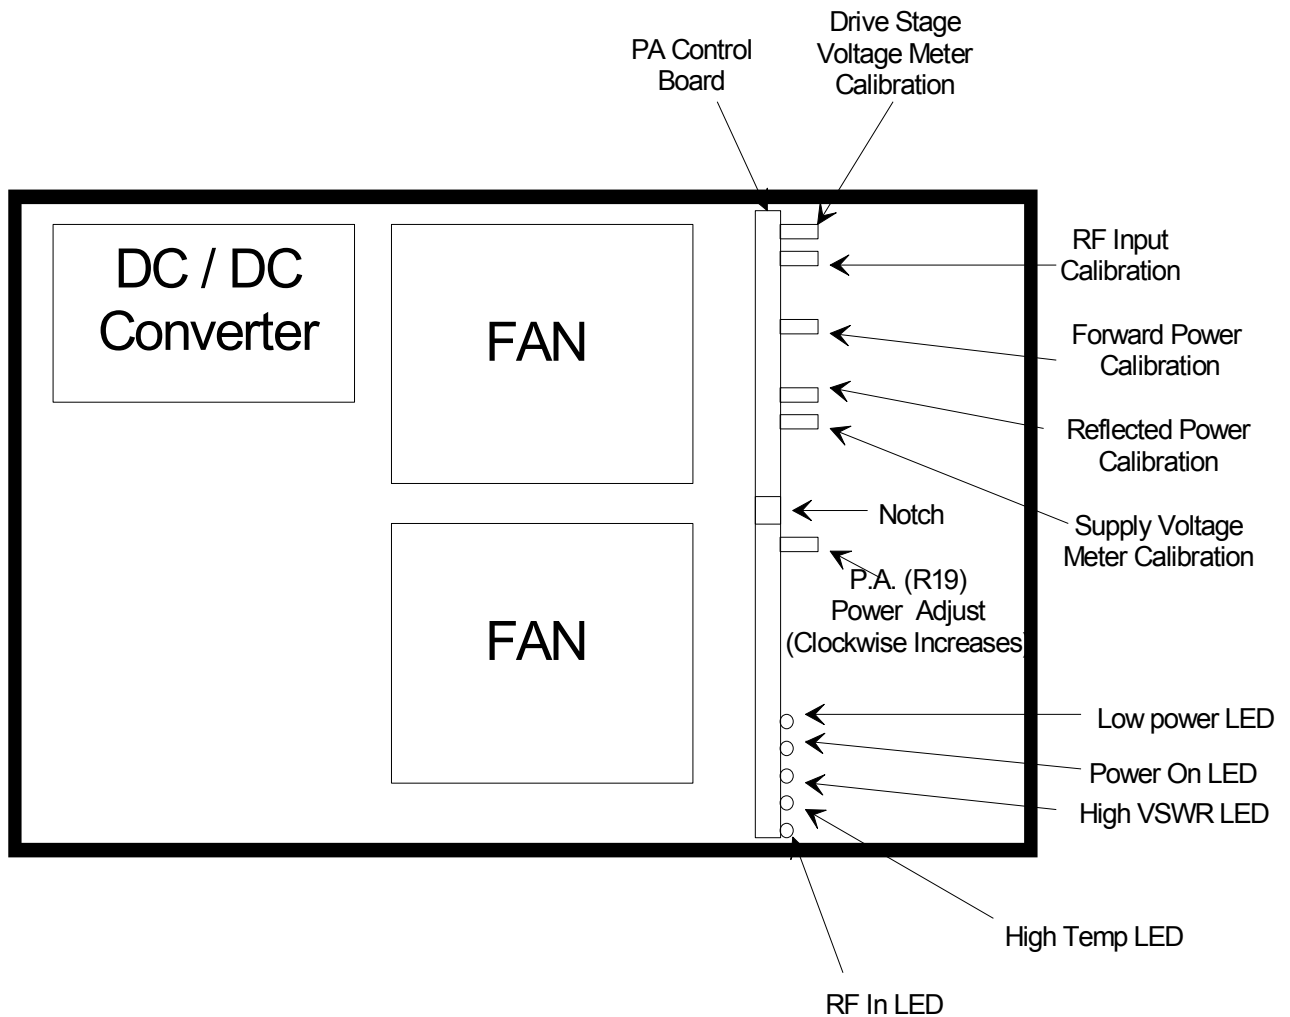 Drive Stage
Voltage Meter
Calibration
PA Control
Board
DC / DC
Converter
FAN
FAN
RF Input
Calibration
Forward Power
Calibration
Reflected Power
Calibration
Notch
Supply Voltage
Meter Calibration
P.A. (R19)
Power Adjust
(Clockwise Increases)
Low power LED
Power On LED
High VSWR LED
High Temp LED
RF In LED